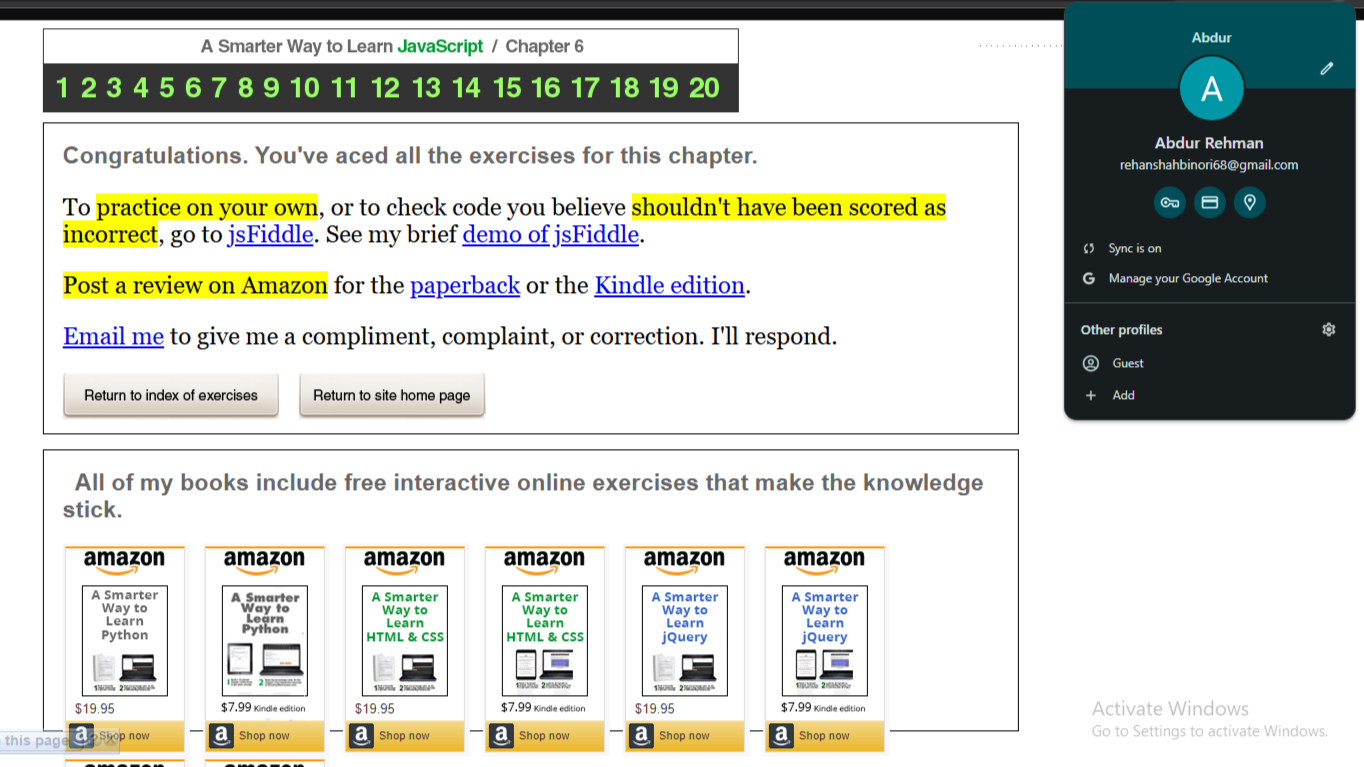 A Smarter Way to Learn JavaScript / Chapter 6
1 2 3 4 5 6 7 8 9 10 11 12 13 14 15 16 17 18 19 20
Congratulations. You've aced all the exercises for this chapter.
To practice on your own, or to check code you believe shouldn't have been scored as
incorrect, go to jsFiddle. See my brief demo of jsFiddle.
Post a review on Amazon for the paperback or the Kindle edition.
Email me to give me a compliment, complaint, or correction. I'll respond.
Return to index of exercises
Return to site home page
All of my books include free interactive online exercises that make the knowledge
stick.
amazon
A Smarter
Way to
Learn
Python
$19.95
Shop now
amazon
A Smarter
Way to
Learn
Python
$7.99 Kindle edition
Shop now
amazon
A Smarter
Way to
Learn
HTML & CSS
$19.95
Shop now
amazon
A Smarter
Way to
Learn
HTML & CSS
$7.99 Kindle edition
Shop now
amazon
A Smarter
Way to
Learn
jQuery
$19.95
Shop now
amazon
A Smarter
Way to
Learn
jQuery
$7.99 Kindle edition
Shop now
this page
Abdur
A
Abdur Rehman
rehanshahbinori68@gmail.com
Sync is on
G Manage your Google Account
Other profiles
Guest
+ Add
Activate Windows
Go to Settings to activate Windows.